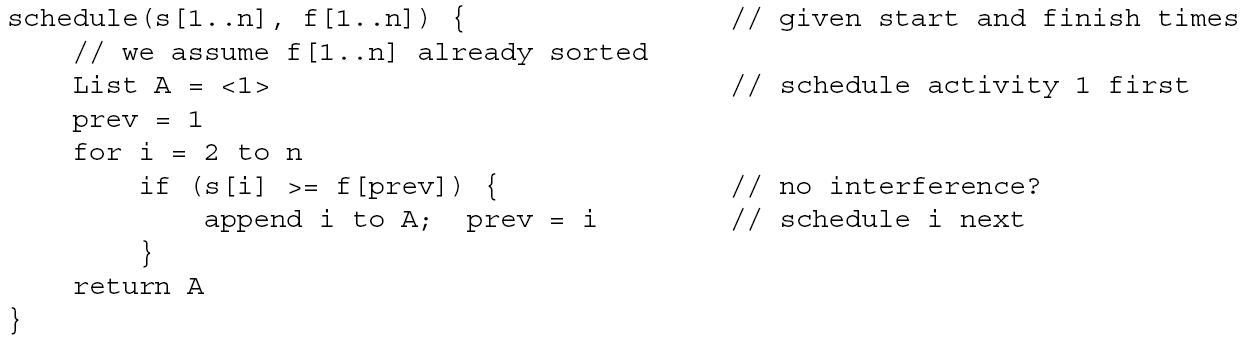 schedule(s[1..n], f[1..n]) { // given start and finish times
// we assume f[1..n] already sorted
List A = <1> // schedule activity 1 first
prev = 1
for i = 2 to n
if (s[i] >= f[prev]) { // no interference?
append i to A; prev = i // schedule i next
}
return A
}